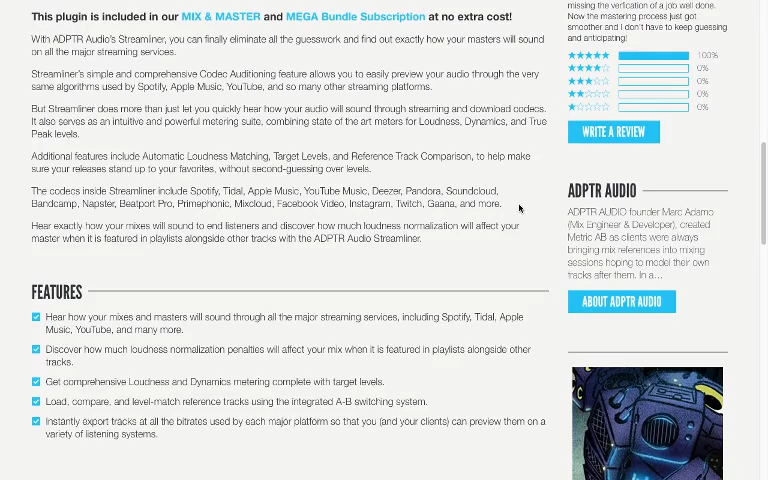 This plugin is included in our MIX & MASTER and MEGA Bundle Subscription at no extra cost!
With ADPTR Audio's Streamliner, you can finally eliminate all the guesswork and find out exactly how your masters will sound
on all the major streaming services.
Streamliner's simple and comprehensive Codec Auditioning feature allows you to easily preview your audio through the very
same algorithms used by Spotify, Apple Music, YouTube, and so many other streaming platforms.
But Streamliner does more than just let you quickly hear how your audio will sound through streaming and download codecs.
It also serves as an intuitive and powerful metering suite, combining state of the art meters for Loudness, Dynamics, and True
Peak levels.
Additional features include Automatic Loudness Matching, Target Levels, and Reference Track Comparison, to help make
sure your releases stand up to your favorites, without second-guessing over levels.
The codecs inside Streamliner include Spotify, Tidal, Apple Music, YouTube Music, Deezer, Pandora, Soundcloud,
Bandcamp, Napster, Beatport Pro, Primephonic, Mixcloud, Facebook Video, Instagram, Twitch, Gaana, and more.
Hear exactly how your mixes will sound to end listeners and discover how much loudness normalization will affect your
master when it is featured in playlists alongside other tracks with the ADPTR Audio Streamliner.
FEATURES
Hear how your mixes and masters will sound through all the major streaming services, including Spotify, Tidal, Apple
Music, YouTube, and many more.
Discover how much loudness normalization penalties will affect your mix when it is featured in playlists alongside other
tracks.
Get comprehensive Loudness and Dynamics metering complete with target levels.
Load, compare, and level-match reference tracks using the integrated A-B switching system.
Instantly export tracks at all the bitrates used by each major platform so that you (and your clients) can preview them on a
variety of listening systems.
missing the verfication of a job well done.
Now the mastering process just got
smoother and I don't have to keep guessing
and anticipating!
100%
0%
0%
0%
0%
WRITE A REVIEW
ADPTR AUDIO
ADPTR AUDIO founder Marc Adamo
(Mix Engineer & Developer), created
Metric AB as clients were always
bringing mix references into mixing
sessions hoping to model their own
tracks after them. In a…
ABOUT ADPTR AUDIO